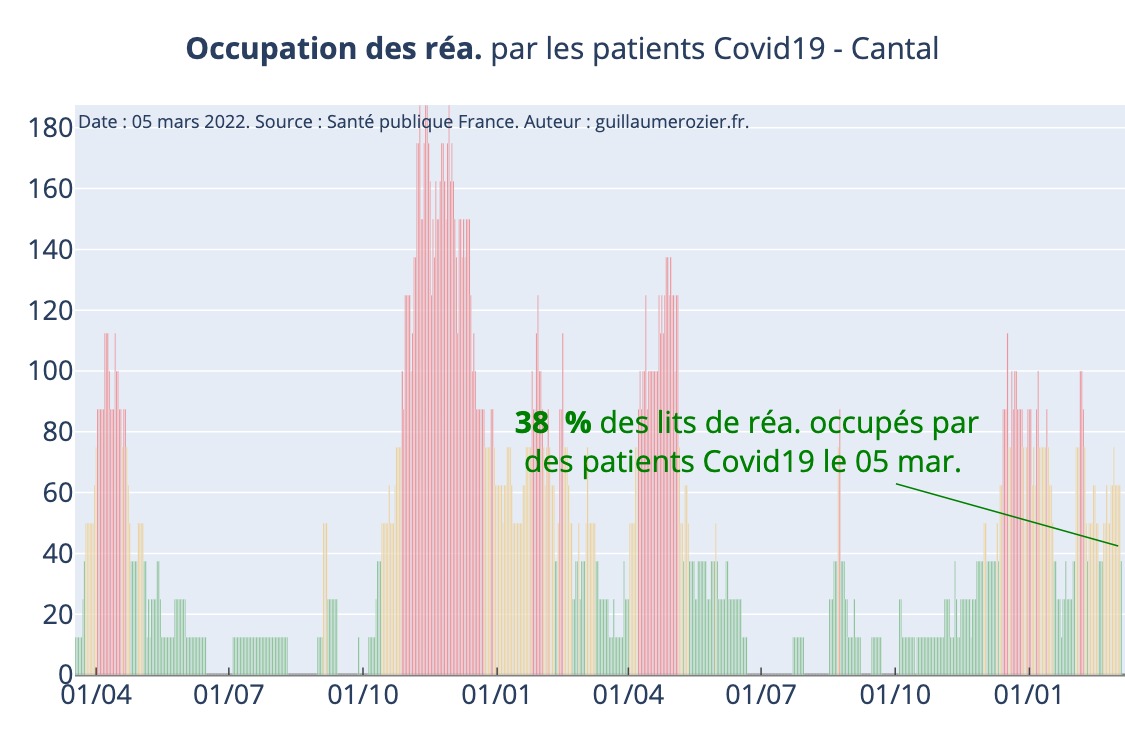 Occupation des réa. par les patients Covid19 - Cantal
Date : 05 mars 2022. Source : Santé publique France. Auteur : guillaumerozier.fr.
180
160
140
120
100
80
60
40
20
0
38 % des lits de réa. occupés par
des patients Covid19 le 05 mar.
01/04 01/07 01/10 01/01 01/04 01/07 01/10 01/01